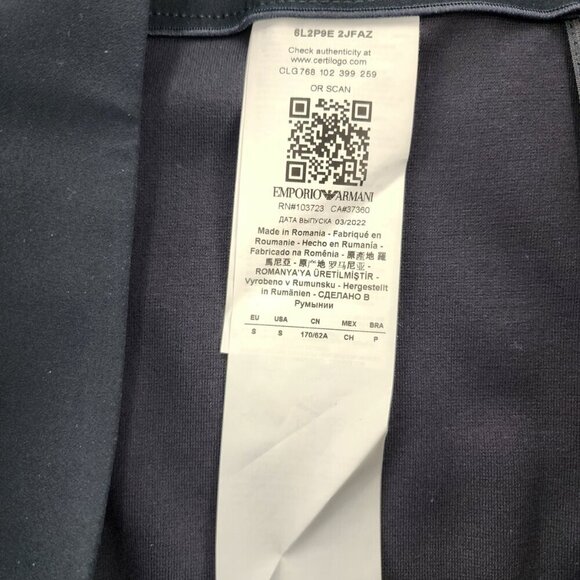 6L2P9E 2JFAZ
Check authenticity at
www.certilogo.com
CLG 768 102 399 259
OR SCAN
EMPORIO ARMANI
RN#103723 CA#37360
ДАТА ВЫПУСКА 03/2022
Made in Romania - Fabriqué en
Roumanie - Hecho en Rumanía -
Fabricado na Roménia - 原產地 羅
馬尼亞 - 原产地 罗马尼亚 -
ROMANYA'YA ÜRETİLMİŞTİR -
Vyrobeno v Rumunsku - Hergestellt
in Rumänien - СДЕЛАНО В
Румынии
EU USA CN MEX BRA
S S 170/62A CH P